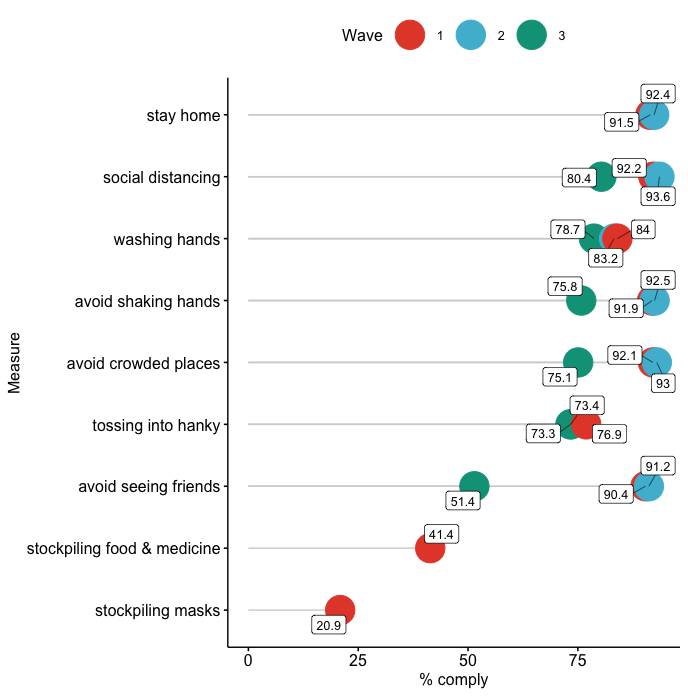 Wave 1 2 3
Measure
stay home
92.4
91.5
social distancing
80.4
92.2
93.6
washing hands
78.7
84
83.2
avoid shaking hands
75.8
92.5
91.9
avoid crowded places
75.1
92.1
93
tossing into hanky
73.4
73.3
76.9
avoid seeing friends
51.4
91.2
90.4
stockpiling food & medicine
41.4
stockpiling masks
20.9
0 25 50 75
% comply